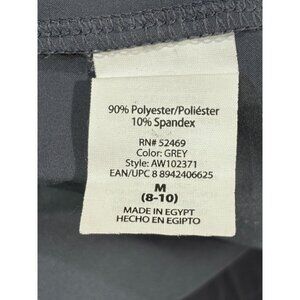 90% Polyester/Poliéster
10% Spandex
RN# 52469
Color: GREY
Style: AW102371
EAN/UPC 8 8942406625
M
(8-10)
MADE IN EGYPT
HECHO EN EGIPTO